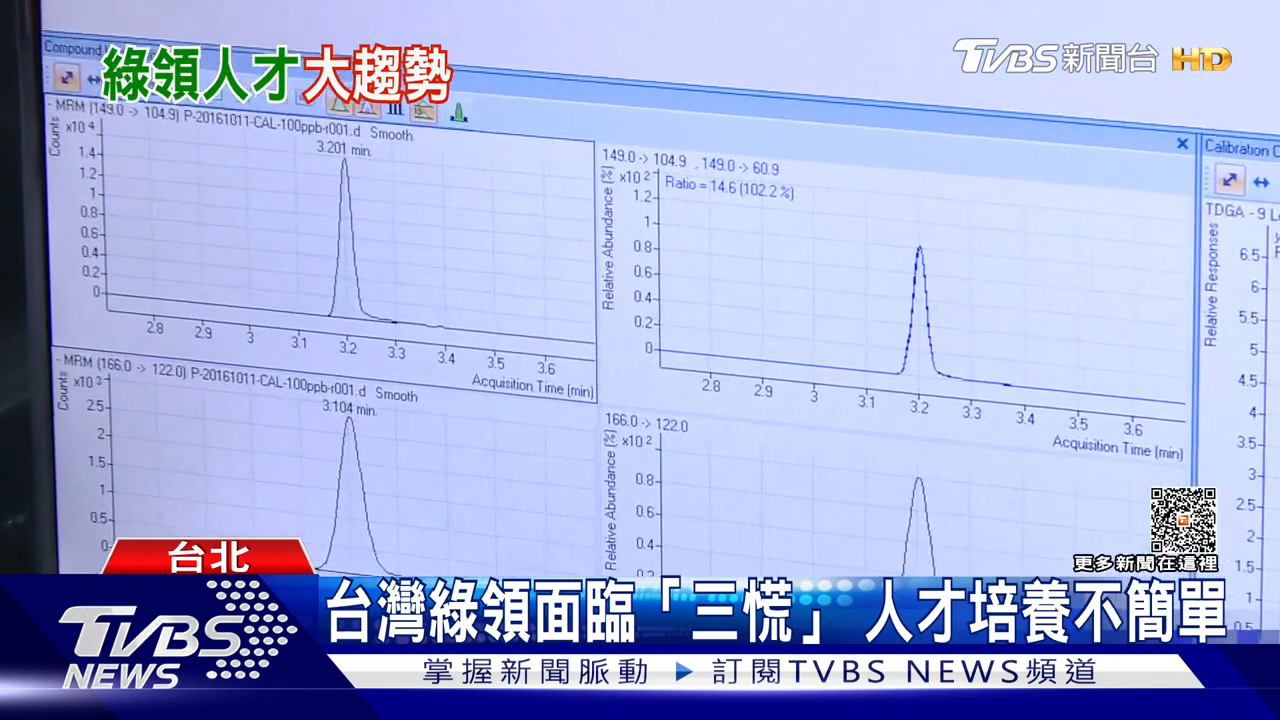 Compound
綠領人才大趨勢
TVBS新聞台 HD
- MRM (149.0 -> 104.9) P-20161011-CAL-100ppb-r001.d Smooth
Counts
x10 4
3.201 min.
1.4
1.2
1
0.8
0.6
0.4
0.2
0
2.8 2.9 3 3.1 3.2 3.3 3.4 3.5 3.6
Acquisition Time (min)
149.0 -> 104.9 , 149.0 -> 60.9
Relative Abundance (%)
x10 2
Ratio = 14.6 (102.2 %)
1.2
1
0.8
0.6
0.4
0.2
0
2.8 2.9 3 3.1 3.2 3.3 3.4 3.5 3.6
Acquisition Time (min)
- MRM (166.0 -> 122.0) P-20161011-CAL-100ppb-r001.d Smooth
Counts
x10 3
3.104 min.
2.5
2
1.5
1
0.5
0
166.0 -> 122.0
Relative Abundance (%)
x10 2
0.8
0.6
0.4
0.2
Calibration C
TDGA - 9 Le
Relative Responses
6.5
6
5.5
5
4.5
4
3.5
3
2.5
2
1.5
1
0.5
更多新聞在這裡
台北
台灣綠領面臨「三慌」 人才培養不簡單
TVBS
NEWS
掌握新聞脈動 ▶ 訂閱TVBS NEWS頻道